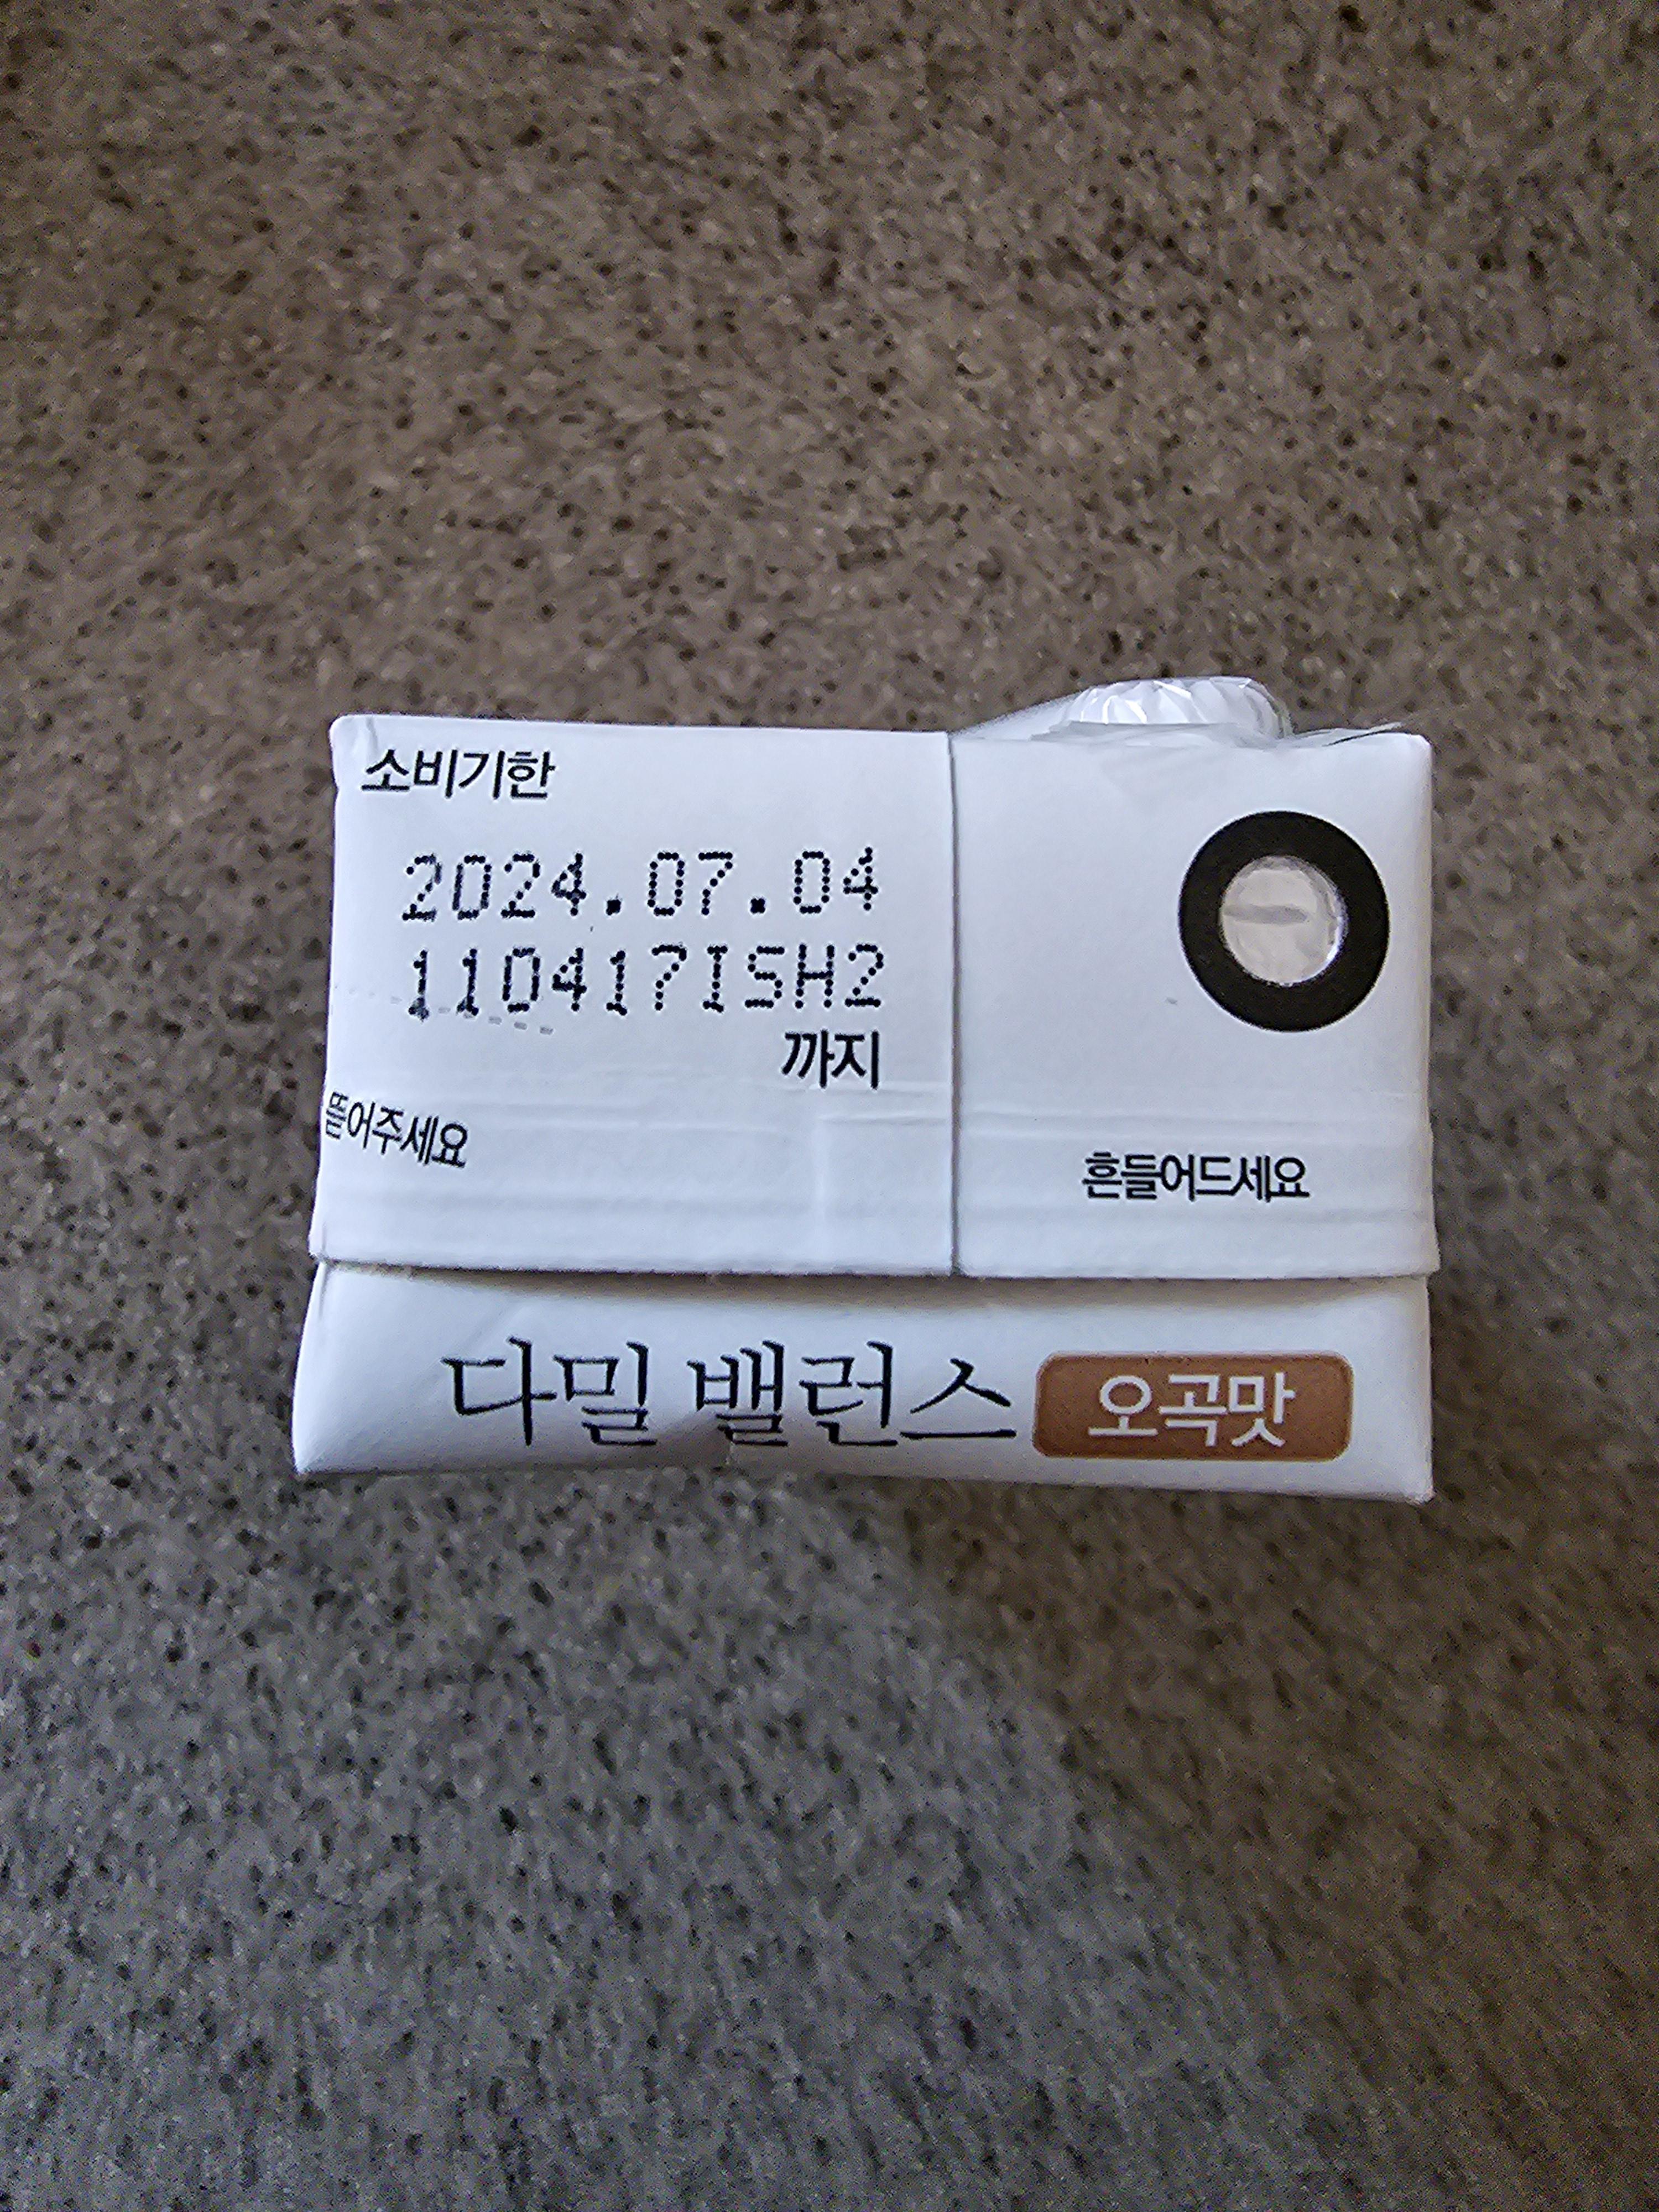 소비기한
2024.07.04
110417ISH2
까지
뜯어주세요
흔들어드세요
다밀 밸런스 오곡맛